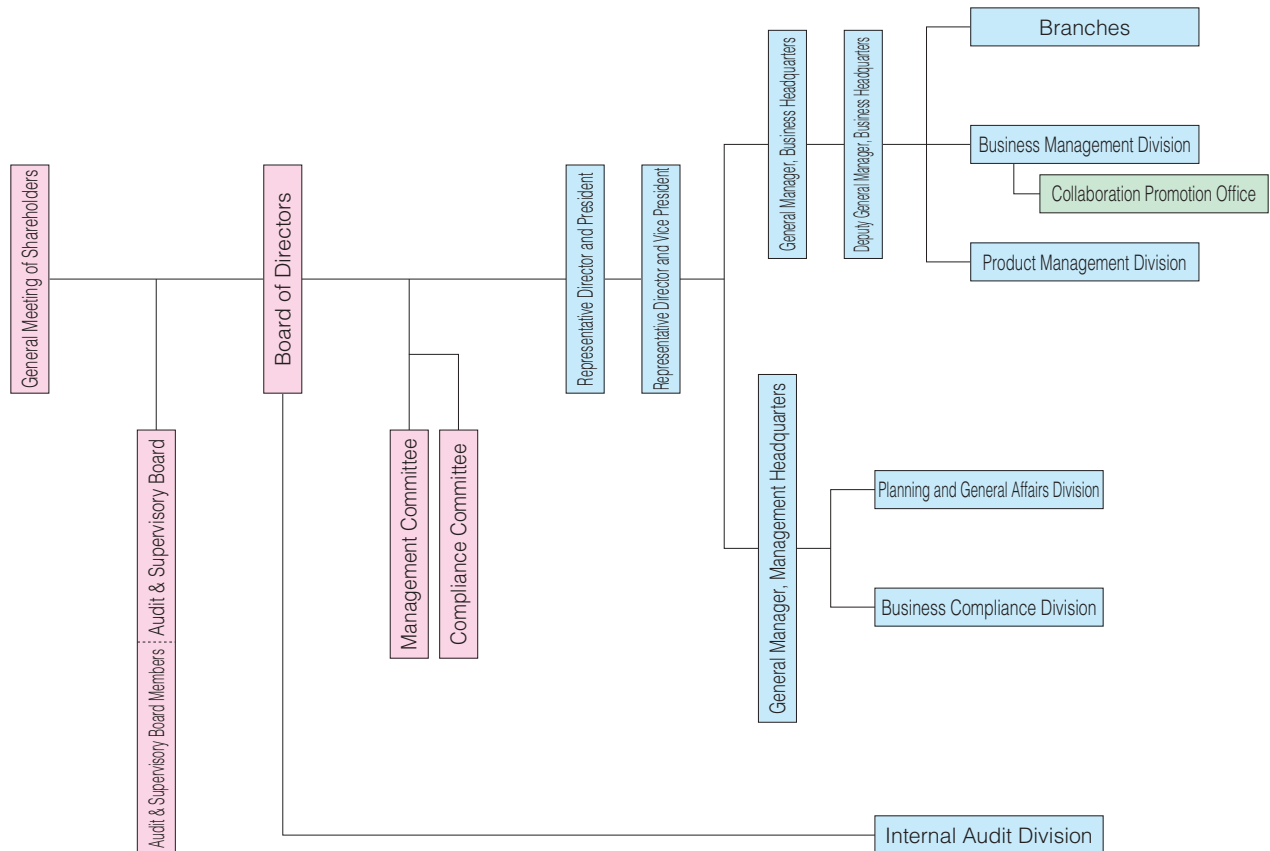 General Meeting of Shareholders
Audit & Supervisory Board
Audit & Supervisory Board Members
Board of Directors
Management Committee
Compliance Committee
Representative Director and President
Representative Director and Vice President
General Manager, Business Headquarters
Deputy General Manager, Business Headquarters
Branches
Business Management Division
Collaboration Promotion Office
Product Management Division
General Manager, Management Headquarters
Planning and General Affairs Division
Business Compliance Division
Internal Audit Division